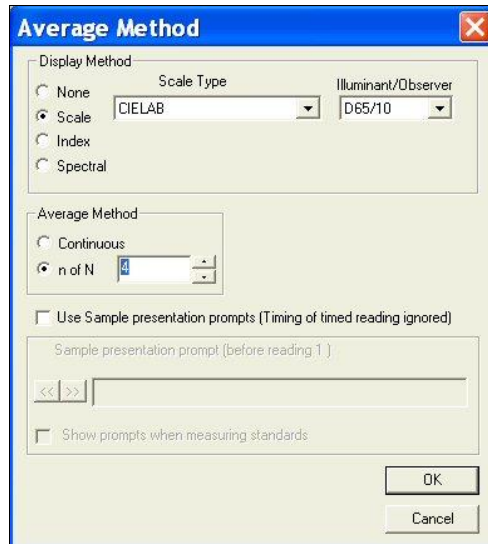 Average Method
Display Method
None
Scale
Index
Spectral
Scale Type
CIELAB
Illuminant/Observer
D65/10
Average Method
Continuous
n of N
4
Use Sample presentation prompts (Timing of timed reading ignored)
Sample presentation prompt (before reading 1 )
<< >>
Show prompts when measuring standards
OK
Cancel